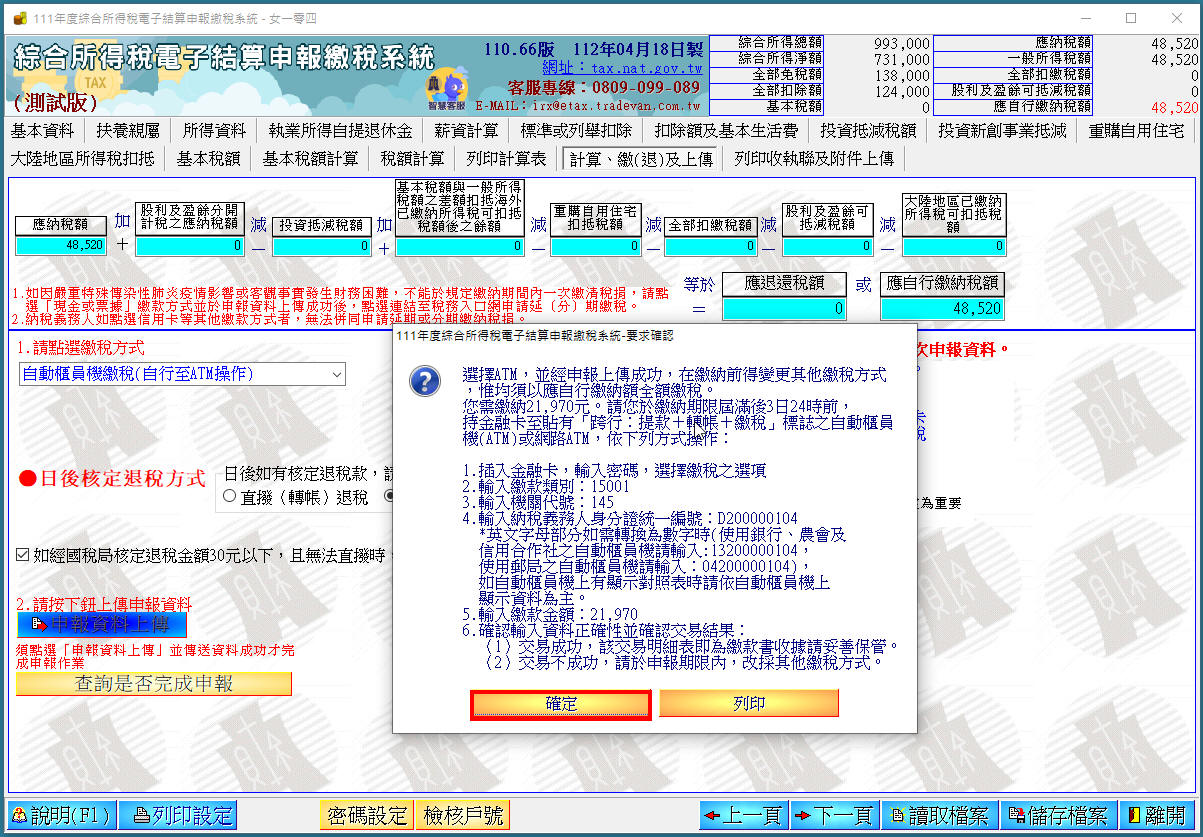 111年度綜合所得稅電子結算申報繳稅系統 - 女一零四
綜合所得稅電子結算申報繳稅系統
(測試版)
TAX
智慧客服
110.66版 112年04月18日製
網址：tax.nat.gov.tw
客服專線：0809-099-089
E-MAIL：irx@etax.tradevan.com.tw
綜合所得總額 993,000
綜合所得淨額 731,000
全部免稅額 138,000
全部扣除額 124,000
基本稅額 0
應納稅額 48,520
一般所得稅額 48,520
全部扣繳稅額
股利及盈餘可抵減稅額
應自行繳納稅額 48,520
基本資料 扶養親屬 所得資料 執業所得自提退休金 薪資計算 標準或列舉扣除 扣除額及基本生活費 投資抵減稅額 投資新創事業抵減 重購自用住宅
大陸地區所得稅扣抵 基本稅額 基本稅額計算 稅額計算 列印計算表 計算、繳(退)及上傳 列印收執聯及附件上傳
應納稅額
48,520
加
＋
股利及盈餘分開
計稅之應納稅額
0
減
—
投資抵減稅額
0
加
＋
基本稅額與一般所得
稅額之差額扣抵海外
已繳納所得稅可扣抵
稅額後之餘額
0
減
—
重購自用住宅
扣抵稅額
0
減
—
全部扣繳稅額
0
減
—
股利及盈餘可
抵減稅額
0
減
—
大陸地區已繳納
所得稅可扣抵稅
額
0
等於
＝
應退還稅額
0
或
應自行繳納稅額
48,520
1.如因嚴重特殊傳染性肺炎疫情影響或客觀事實發生財務困難，不能於規定繳納期間內一次繳清稅捐，請點
選「現金或票據」繳款方式並於申報資料上傳成功後，點選連結至稅務入口網申請延（分）期繳稅。
2.納稅義務人如點選信用卡等其他繳款方式者，無法併同申請延期或分期繳納稅捐。
1.請點選繳稅方式
自動櫃員機繳稅(自行至ATM操作)
●日後核定退稅方式
日後如有核定退稅款，
直撥（轉帳）退稅
如經國稅局核定退稅金額30元以下，且無法直撥時，
2.請按下鈕上傳申報資料
申報資料上傳
須點選「申報資料上傳」並傳送資料成功才完
成申報作業
查詢是否完成申報
次申報資料。
稅
為重要
111年度綜合所得稅電子結算申報繳稅系統-要求確認
選擇ATM，並經申報上傳成功，在繳納前得變更其他繳稅方式
，惟均須以應自行繳納額全額繳稅。
您需繳納21,970元。請您於繳納期限屆滿後3日24時前，
持金融卡至貼有「跨行：提款＋轉帳＋繳稅」標誌之自動櫃員
機(ATM)或網路ATM，依下列方式操作：
1.插入金融卡，輸入密碼，選擇繳稅之選項
2.輸入繳款類別：15001
3.輸入機關代號：145
4.輸入納稅義務人身分證統一編號：D200000104
*英文字母部分如需轉換為數字時(使用銀行、農會及
信用合作社之自動櫃員機請輸入:13200000104，
使用郵局之自動櫃員機請輸入：04200000104)，
如自動櫃員機上有顯示對照表時請依自動櫃員機上
顯示資料為主。
5.輸入繳款金額：21,970
6.確認輸入資料正確性並確認交易結果：
（1）交易成功，該交易明細表即為繳款書收據請妥善保管。
（2）交易不成功，請於申報期限內，改採其他繳稅方式。
確定 列印
說明(F1) 列印設定 密碼設定 檢核戶號 上一頁 下一頁 讀取檔案 儲存檔案 離開